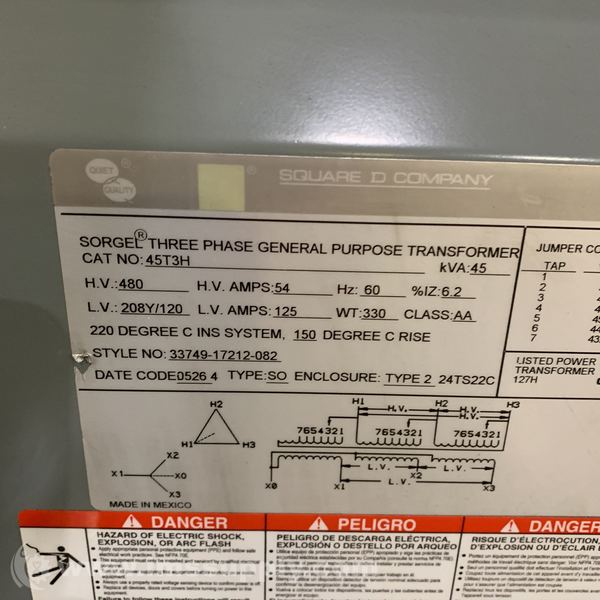 QUIET
QUALITY
SQUARE D COMPANY
SORGEL® THREE PHASE GENERAL PURPOSE TRANSFORMER
CAT NO: 45T3H kVA: 45
H.V.: 480 H.V. AMPS: 54 Hz: 60 %IZ: 6.2
L.V.: 208Y/120 L.V. AMPS: 125 WT: 330 CLASS: AA
220 DEGREE C INS SYSTEM, 150 DEGREE C RISE
STYLE NO: 33749-17212-082
DATE CODE 0526 4 TYPE: SO ENCLOSURE: TYPE 2 24TS22C
JUMPER
TAP
1
2
3
4
5
6
7
LISTED POWER
TRANSFORMER
127H
H2
H1 H3
X1 X0
X2
X3
H1 H.V. H2 H.V. H3
H.V. H.V.
7654321 7654321 7654321
L.V. L.V.
X0 X1 X2 X3
L.V.
MADE IN MEXICO
DANGER
HAZARD OF ELECTRIC SHOCK,
EXPLOSION, OR ARC FLASH
PELIGRO
PELIGRO DE DESCARGA ELÉCTRICA,
EXPLOSIÓN O DESTELLO POR ARQUEO
DANGER
RISQUE D'ÉLECTROCUTION,
D'EXPLOSION OU D'ÉCLAIR